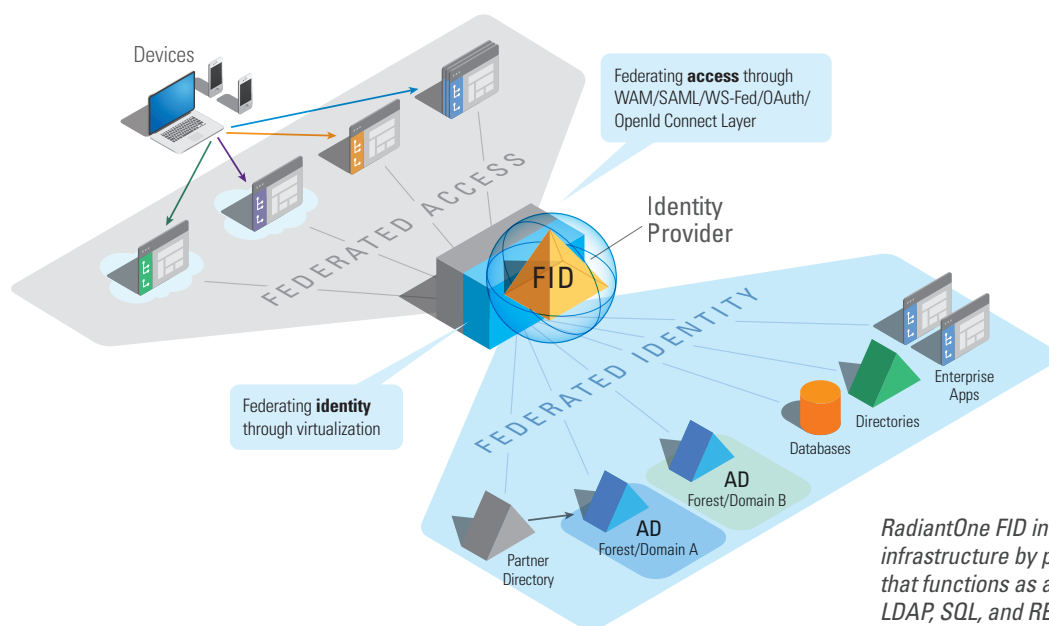 Devices
Federating access through
WAM/SAML/WS-Fed/OAuth/
OpenId Connect Layer
FEDERATED ACCESS
Identity
Provider
FID
FEDERATED IDENTITY
Federating identity
through virtualization
Enterprise
Apps
Directories
Databases
AD
Forest/Domain B
AD
Forest/Domain A
Partner
Directory
RadiantOne FID in
infrastructure by p
that functions as a
LDAP, SQL, and RE